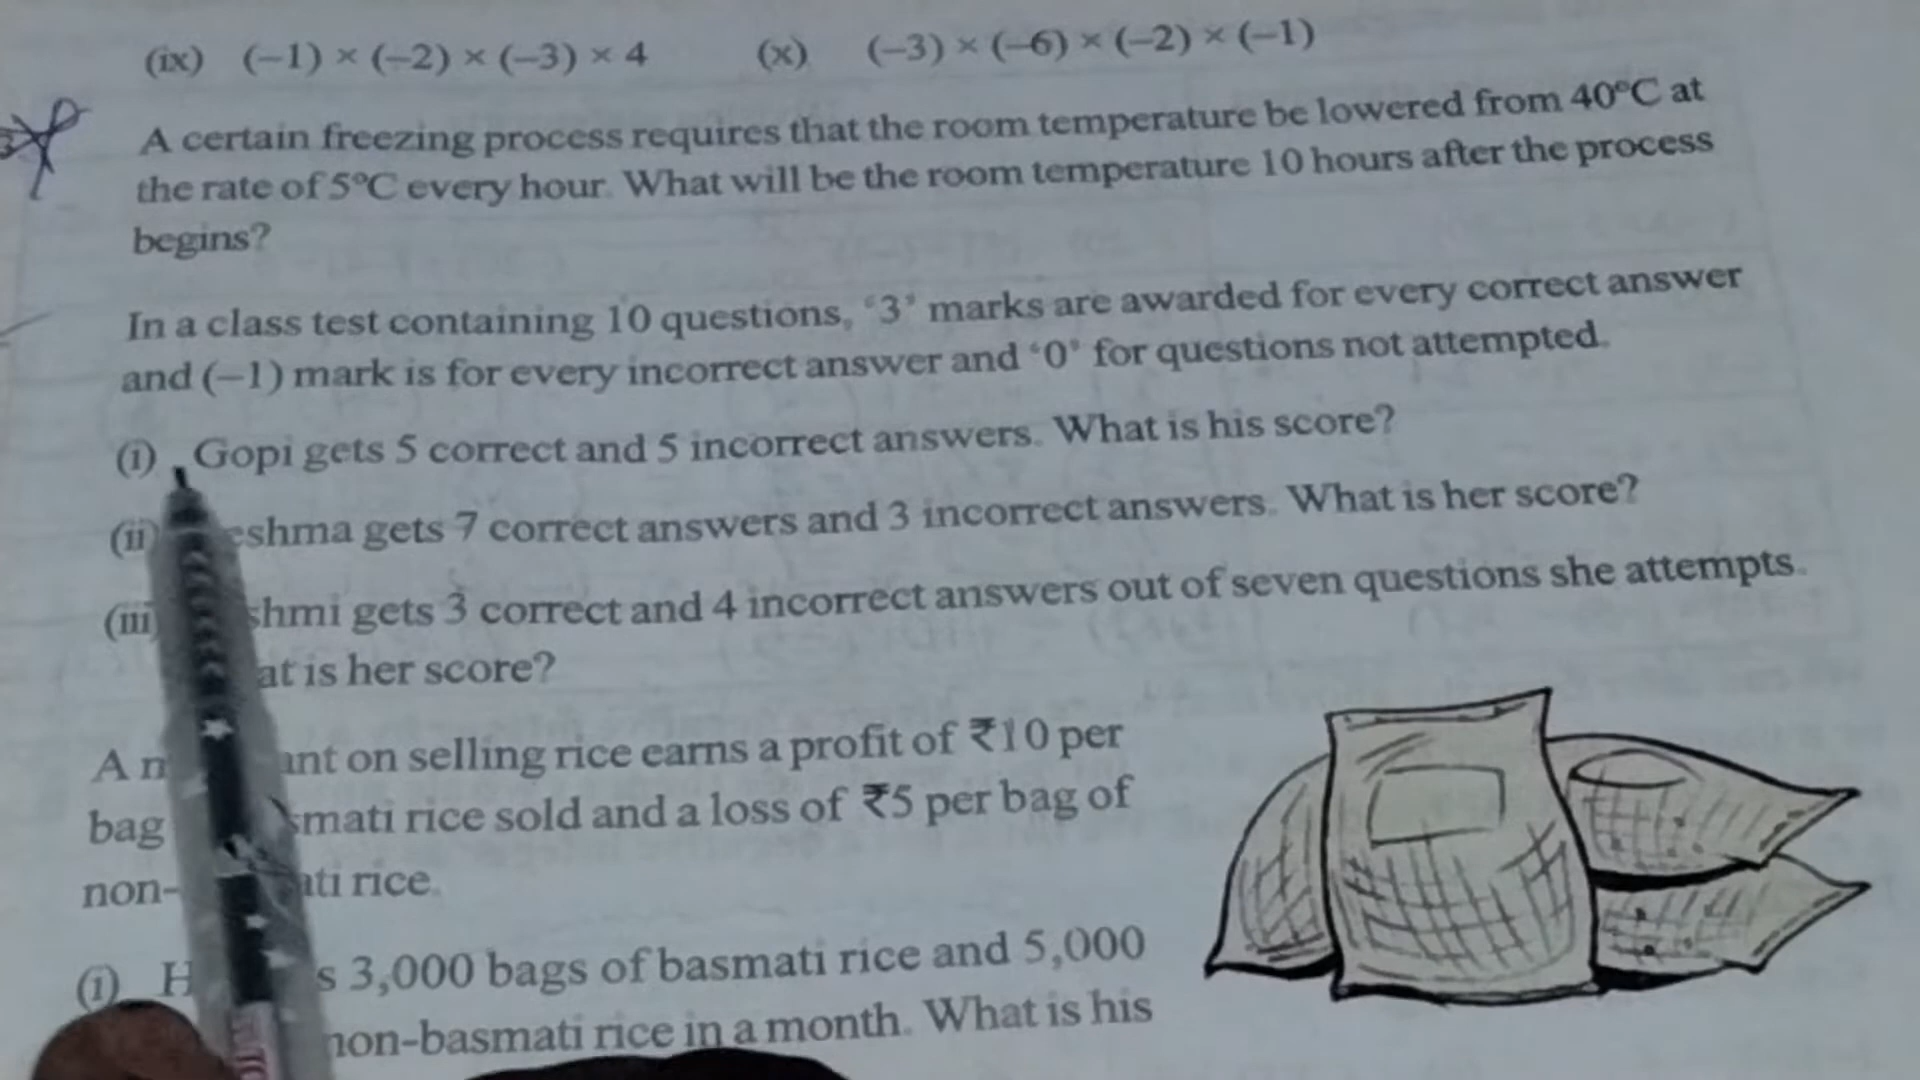 (ix) (−1) × (−2) × (−3) × 4 (x) (−3) × (−6) × (−2) × (−1)
A certain freezing process requires that the room temperature be lowered from 40°C at
the rate of 5°C every hour. What will be the room temperature 10 hours after the process
begins?
In a class test containing 10 questions, ‘3’ marks are awarded for every correct answer
and (−1) mark is for every incorrect answer and ‘0’ for questions not attempted.
(i) Gopi gets 5 correct and 5 incorrect answers. What is his score?
(ii) eshma gets 7 correct answers and 3 incorrect answers. What is her score?
(iii) shmi gets 3 correct and 4 incorrect answers out of seven questions she attempts.
at is her score?
A m ant on selling rice earns a profit of ₹10 per
bag smati rice sold and a loss of ₹5 per bag of
non- ati rice.
(i) H s 3,000 bags of basmati rice and 5,000
non-basmati rice in a month. What is his